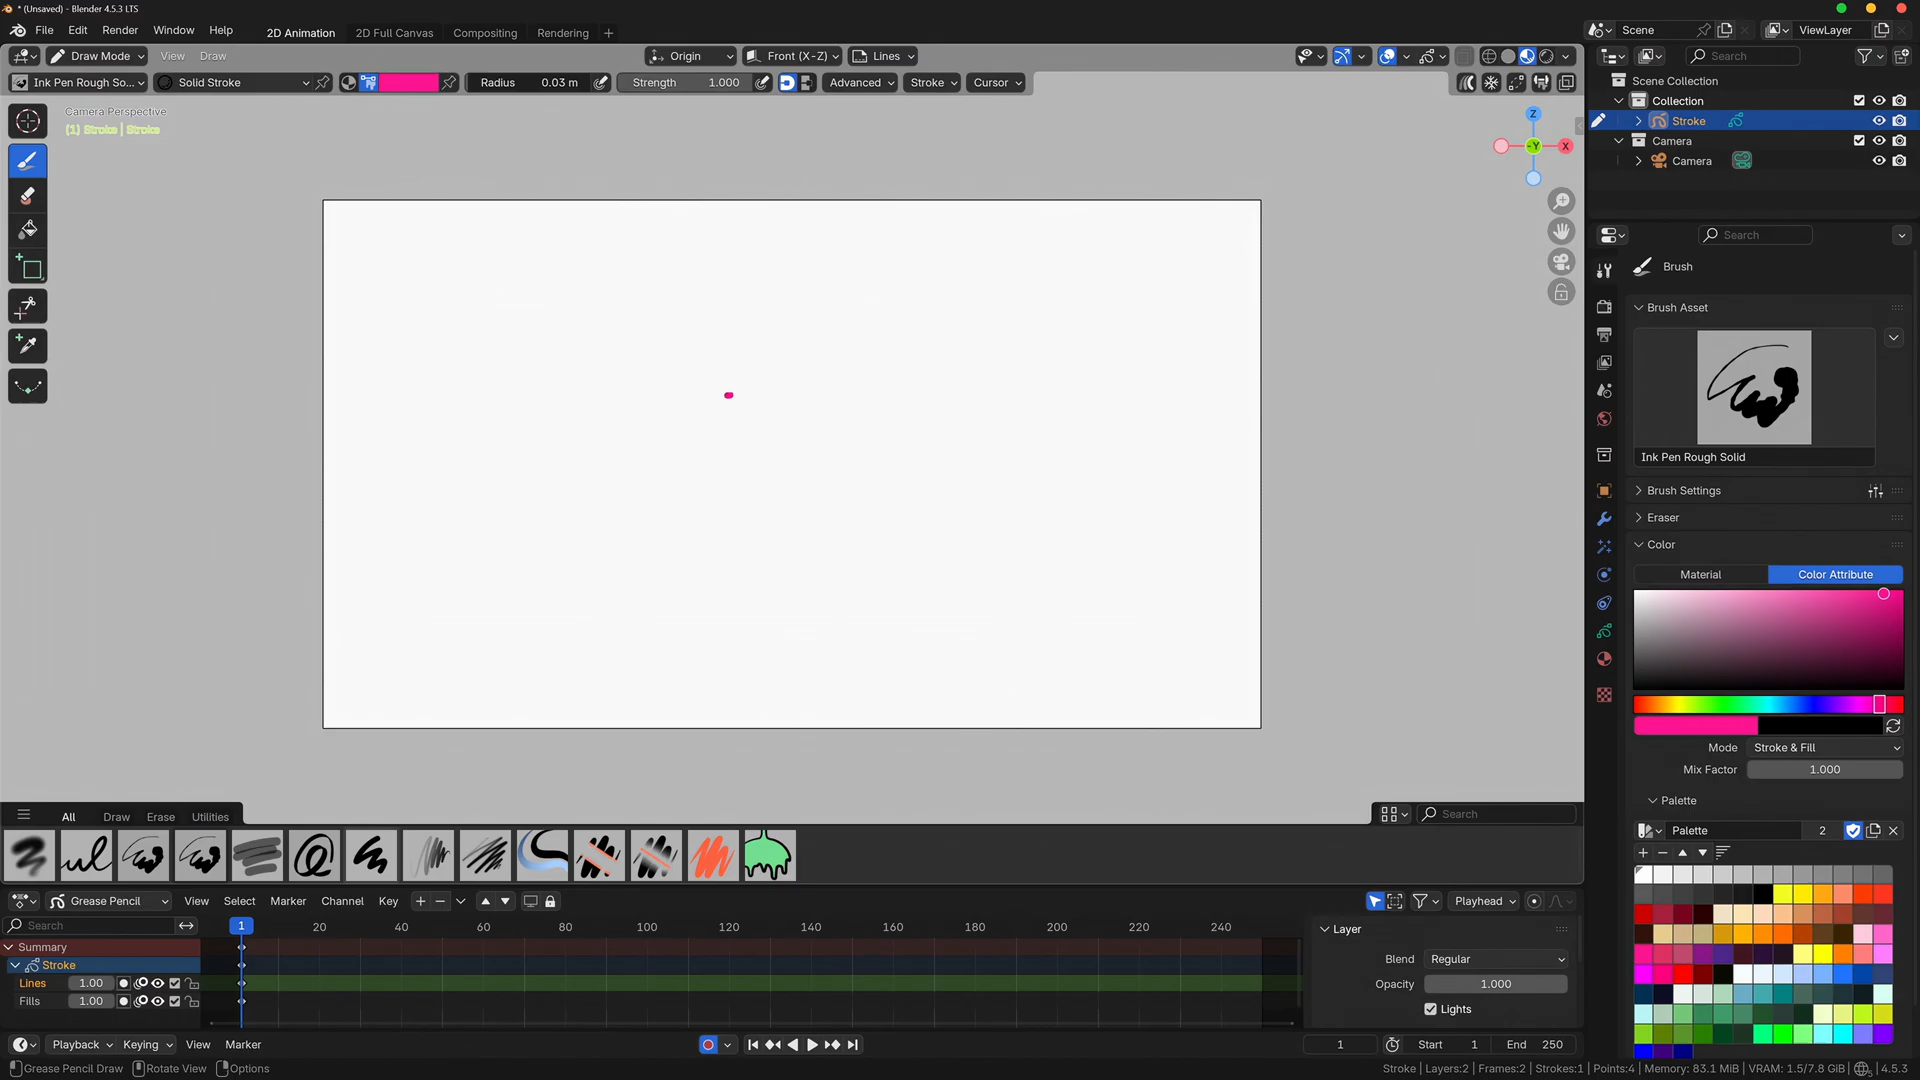 * (Unsaved) - Blender 4.5.3 LTS
File Edit Render Window Help 2D Animation 2D Full Canvas Compositing Rendering + Scene ViewLayer
Draw Mode View Draw Origin Front (X-Z) Lines Search
Ink Pen Rough So... Solid Stroke Radius 0.03 m Strength 1.000 Advanced Stroke Cursor
Scene Collection
Camera Perspective
Collection
(1) Stroke | Stroke
Stroke
Z
Camera
-Y X
Camera
Search
Brush
Brush Asset
Ink Pen Rough Solid
Brush Settings
Eraser
Color
Material Color Attribute
Mode Stroke & Fill
Mix Factor 1.000
Palette
All Draw Erase Utilities Search
Palette 2
Grease Pencil View Select Marker Channel Key Playhead
Search 1 20 40 60 80 100 120 140 160 180 200 220 240
Layer
Summary
Blend Regular
Stroke
Lines 1.00
Opacity 1.000
Fills 1.00
Lights
Playback Keying View Marker 1 Start 1 End 250
Grease Pencil Draw Rotate View Options Stroke | Layers:2 | Frames:2 | Strokes:1 | Points:4 | Memory: 83.1 MiB | VRAM: 1.5/7.8 GiB 4.5.3